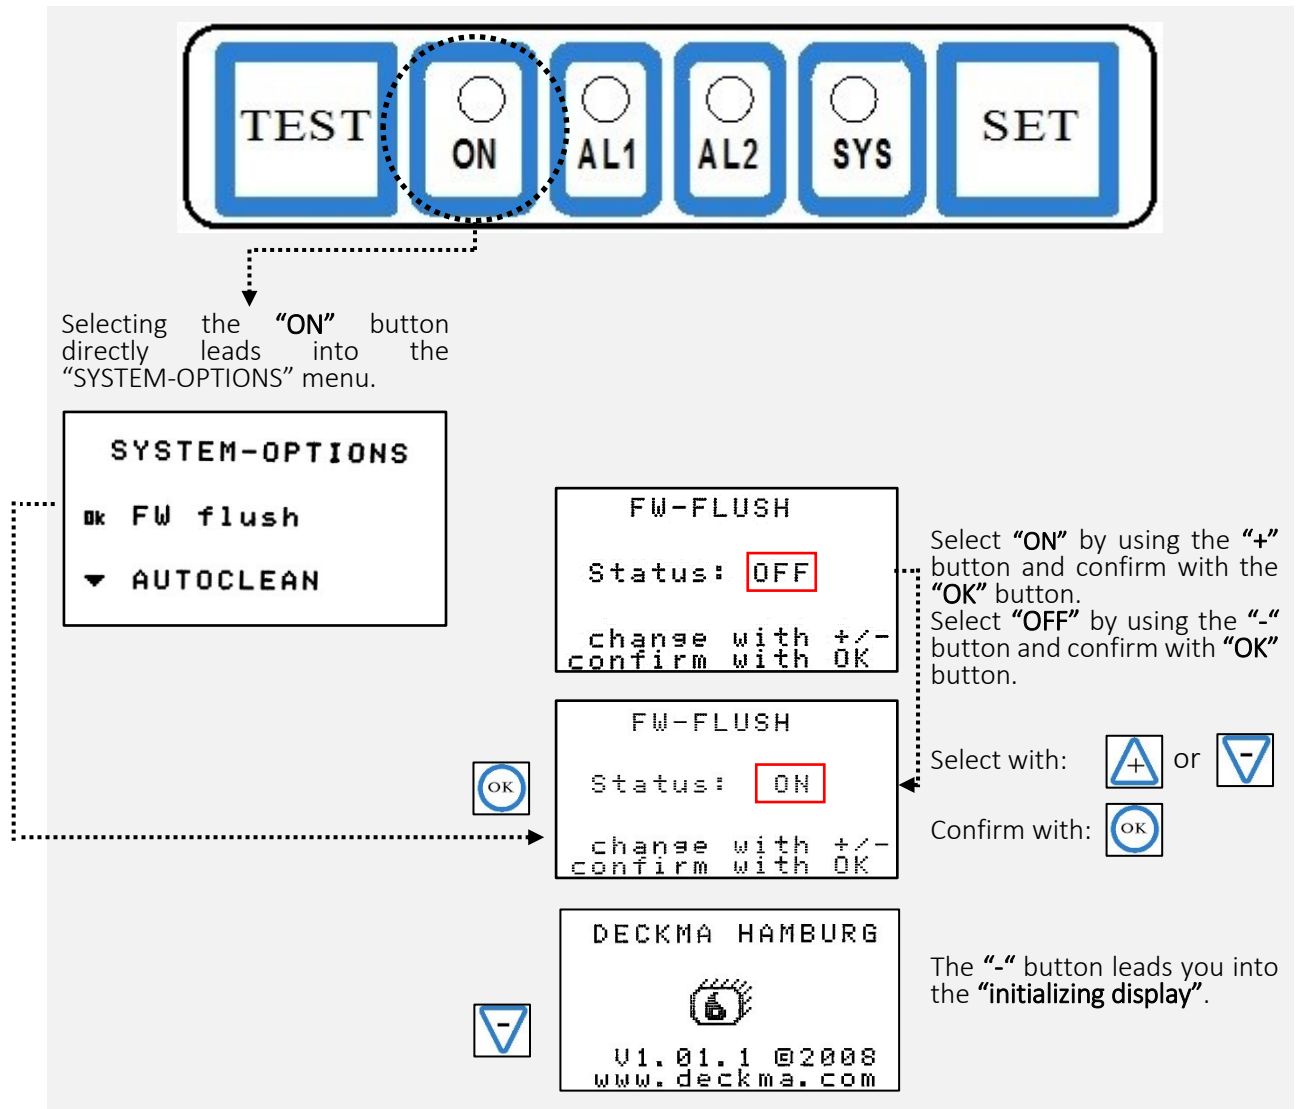 TEST
ON
AL1
AL2
SYS
SET
Selecting the “ON” button
directly leads into the
“SYSTEM-OPTIONS” menu.
SYSTEM-OPTIONS
Ok FW flush
AUTOCLEAN
FW-FLUSH
Status: OFF
change with +/-
confirm with OK
Select “ON” by using the “+”
button and confirm with the
“OK” button.
Select “OFF” by using the “-“
button and confirm with “OK”
button.
OK
FW-FLUSH
Status: ON
change with +/-
confirm with OK
Select with: + or -
Confirm with: OK
-
DECKMA HAMBURG
V1.01.1 ©2008
www.deckma.com
The “-“ button leads you into
the “initializing display”.